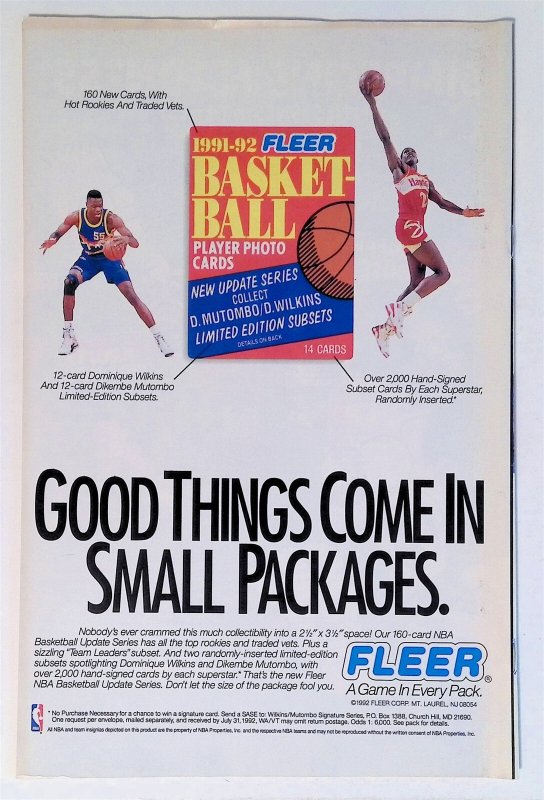 160 New Cards, With
Hot Rookies And Traded Vets.
1991-92 FLEER
BASKET-
BALL
PLAYER PHOTO
CARDS
NEW UPDATE SERIES
COLLECT
D. MUTOMBO/D. WILKINS
LIMITED EDITION SUBSETS
DETAILS ON BACK
14 CARDS
55
Hawks
2
12-card Dominique Wilkins
And 12-card Dikembe Mutombo
Limited-Edition Subsets.
Over 2,000 Hand-Signed
Subset Cards By Each Superstar,
Randomly Inserted.*
GOOD THINGS COME IN
SMALL PACKAGES.
Nobody's ever crammed this much collectibility into a 2½" x 3½" space! Our 160-card NBA
Basketball Update Series has all the top rookies and traded vets. Plus a
sizzling "Team Leaders" subset. And two randomly-inserted limited-edition
subsets spotlighting Dominique Wilkins and Dikembe Mutombo, with
over 2,000 hand-signed cards by each superstar.* That's the new Fleer
NBA Basketball Update Series. Don't let the size of the package fool you.
FLEER®
A Game In Every Pack.
©1992 FLEER CORP. MT. LAUREL, NJ 08054
* No Purchase Necessary for a chance to win a signature card. Send a SASE to: Wilkins/Mutombo Signature Series, P.O. Box 1388, Church Hill, MD 21690.
One request per envelope, mailed separately, and received by July 31, 1992. WA/VT may omit return postage. Odds 1: 6,000. See pack for details.
All NBA and team insignias depicted on this product are the property of NBA Properties, Inc. and the respective NBA teams and may not be reproduced without the written consent of NBA Properties, Inc.